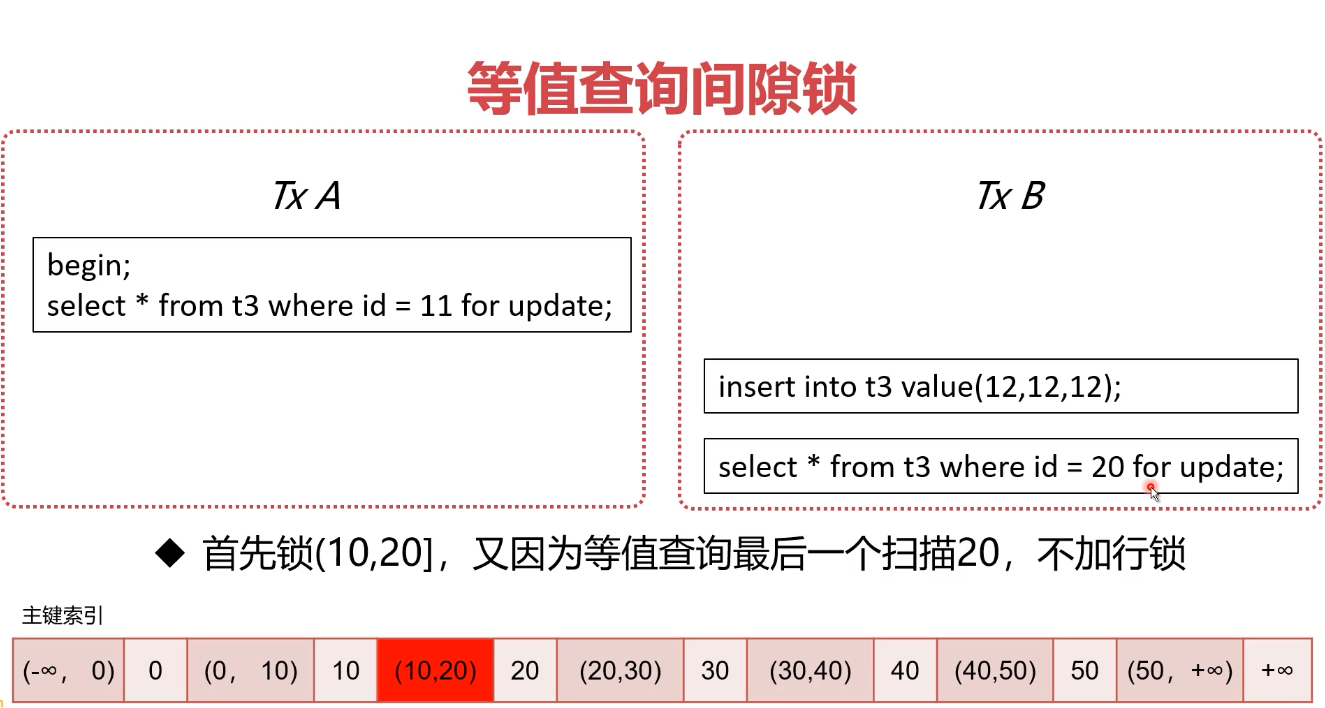 等值查询间隙锁
Tx A
begin;
select * from t3 where id = 11 for update;
Tx B
insert into t3 value(12,12,12);
select * from t3 where id = 20 for update;
◆ 首先锁(10,20]，又因为等值查询最后一个扫描20，不加行锁
主键索引
(-∞， 0) 0 (0， 10) 10 (10,20) 20 (20,30) 30 (30,40) 40 (40,50) 50 (50，+∞) +∞